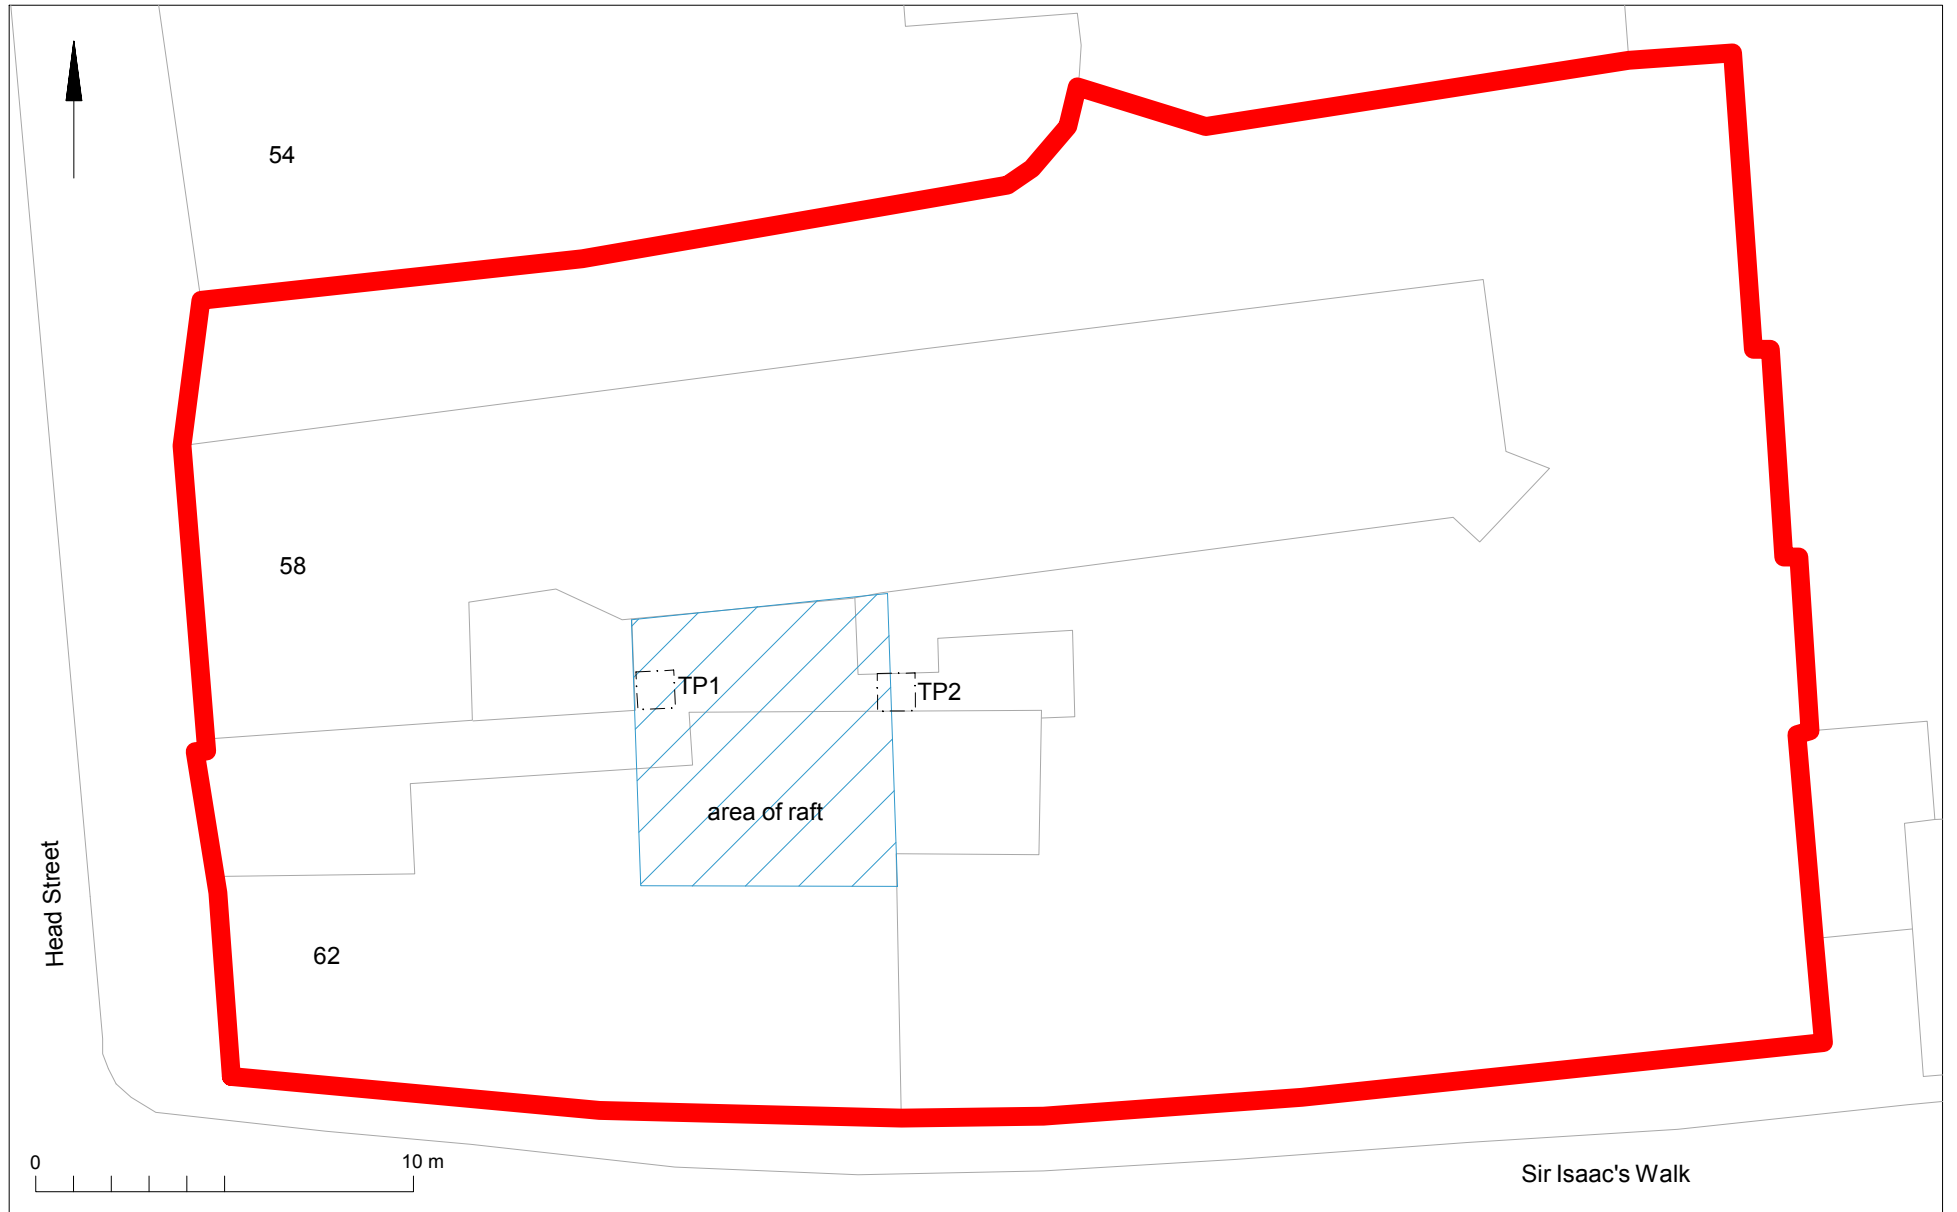 54
58
TP1
TP2
area of raft
Head Street
62
0
10 m
Sir Isaac's Walk